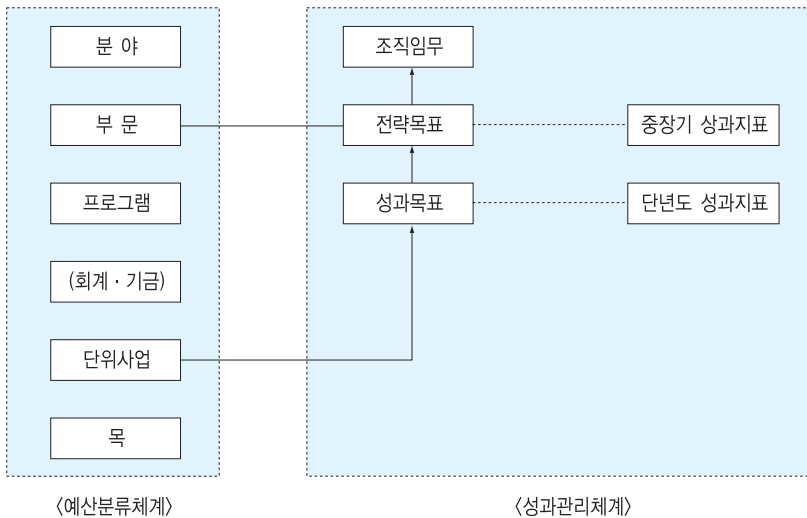 분 야
조직임무
부 문
전략목표
중장기 상과지표
프로그램
성과목표
단년도 성과지표
(회계 · 기금)
단위사업
목
〈예산분류체계〉
〈성과관리체계〉